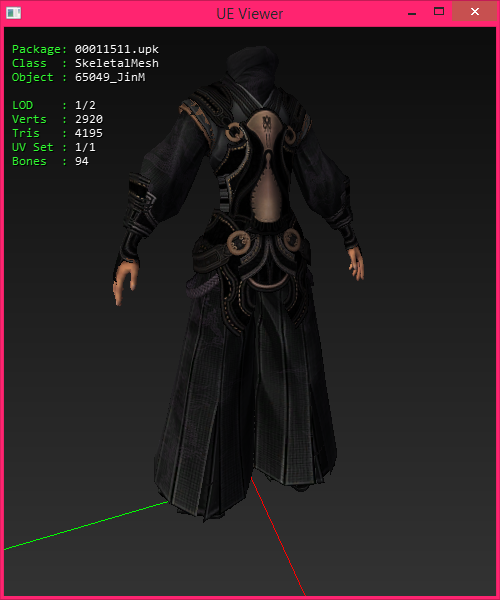 UE Viewer
Package: 00011511.upk
Class : SkeletalMesh
Object : 65049_JinM
LOD : 1/2
Verts : 2920
Tris : 4195
UV Set : 1/1
Bones : 94